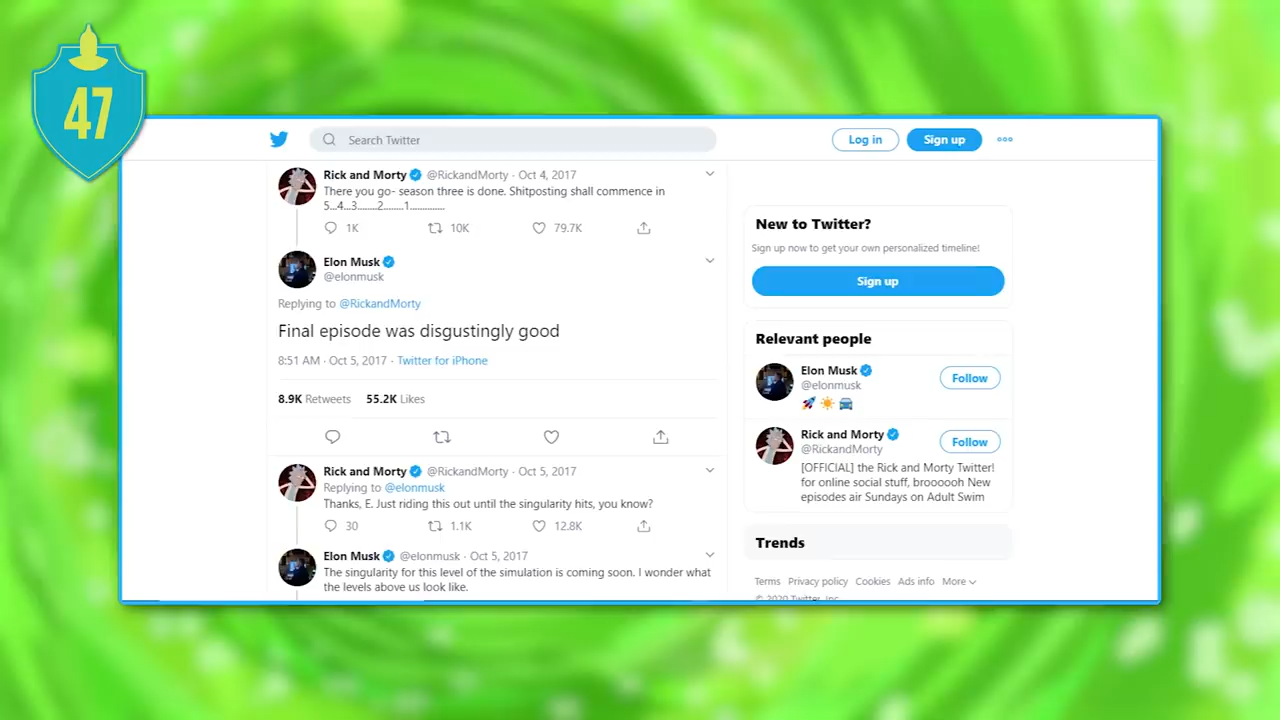 47
Search Twitter
Log in
Sign up
Rick and Morty @RickandMorty · Oct 4, 2017
There you go- season three is done. Shitposting shall commence in
5...4...3........2........1..............
1K 10K 79.7K
Elon Musk
@elonmusk
Replying to @RickandMorty
Final episode was disgustingly good
8:51 AM · Oct 5, 2017 · Twitter for iPhone
8.9K Retweets 55.2K Likes
Rick and Morty @RickandMorty · Oct 5, 2017
Replying to @elonmusk
Thanks, E. Just riding this out until the singularity hits, you know?
30 1.1K 12.8K
Elon Musk @elonmusk · Oct 5, 2017
The singularity for this level of the simulation is coming soon. I wonder what
the levels above us look like.
New to Twitter?
Sign up now to get your own personalized timeline!
Sign up
Relevant people
Elon Musk
@elonmusk
Follow
🚀 ☀️ 🚘
Rick and Morty
@RickandMorty
Follow
[OFFICIAL] the Rick and Morty Twitter!
for online social stuff, broooooh New
episodes air Sundays on Adult Swim
Trends
Terms Privacy policy Cookies Ads info More
© 2020 Twitter, Inc.